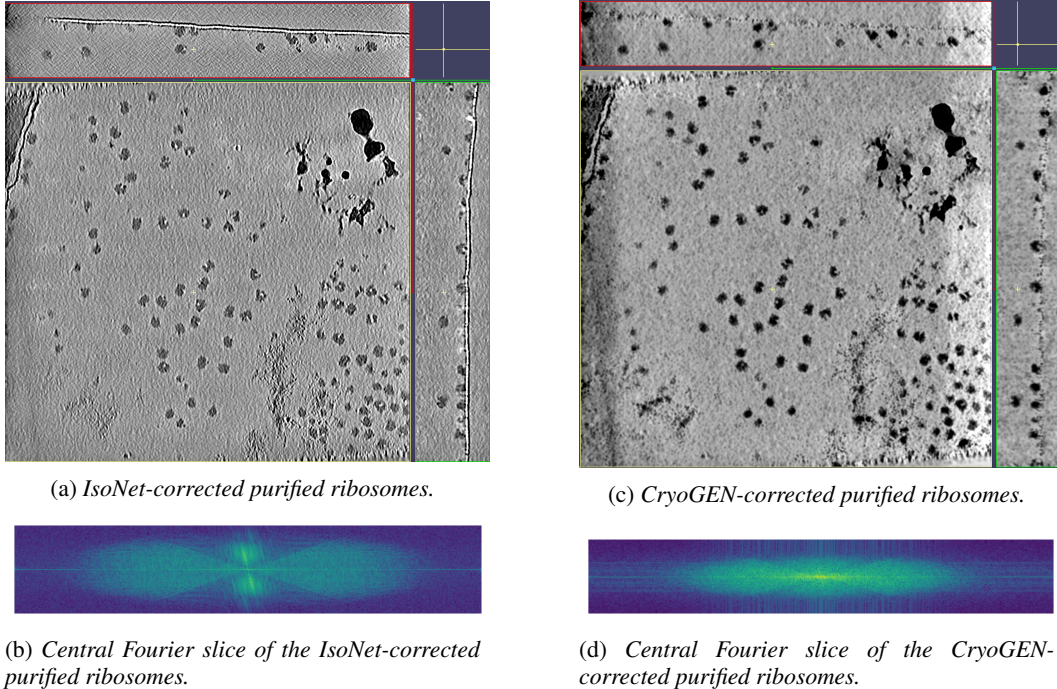 (a) IsoNet-corrected purified ribosomes.
(b) Central Fourier slice of the IsoNet-corrected
purified ribosomes.
(c) CryoGEN-corrected purified ribosomes.
(d) Central Fourier slice of the CryoGEN-
corrected purified ribosomes.